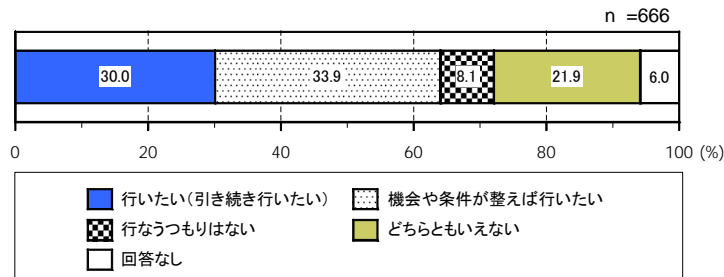 n =666
30.0 33.9 8.1 21.9 6.0
0 20 40 60 80 100 (%)
行いたい(引き続き行いたい) 機会や条件が整えば行いたい
行なうつもりはない どちらともいえない
回答なし